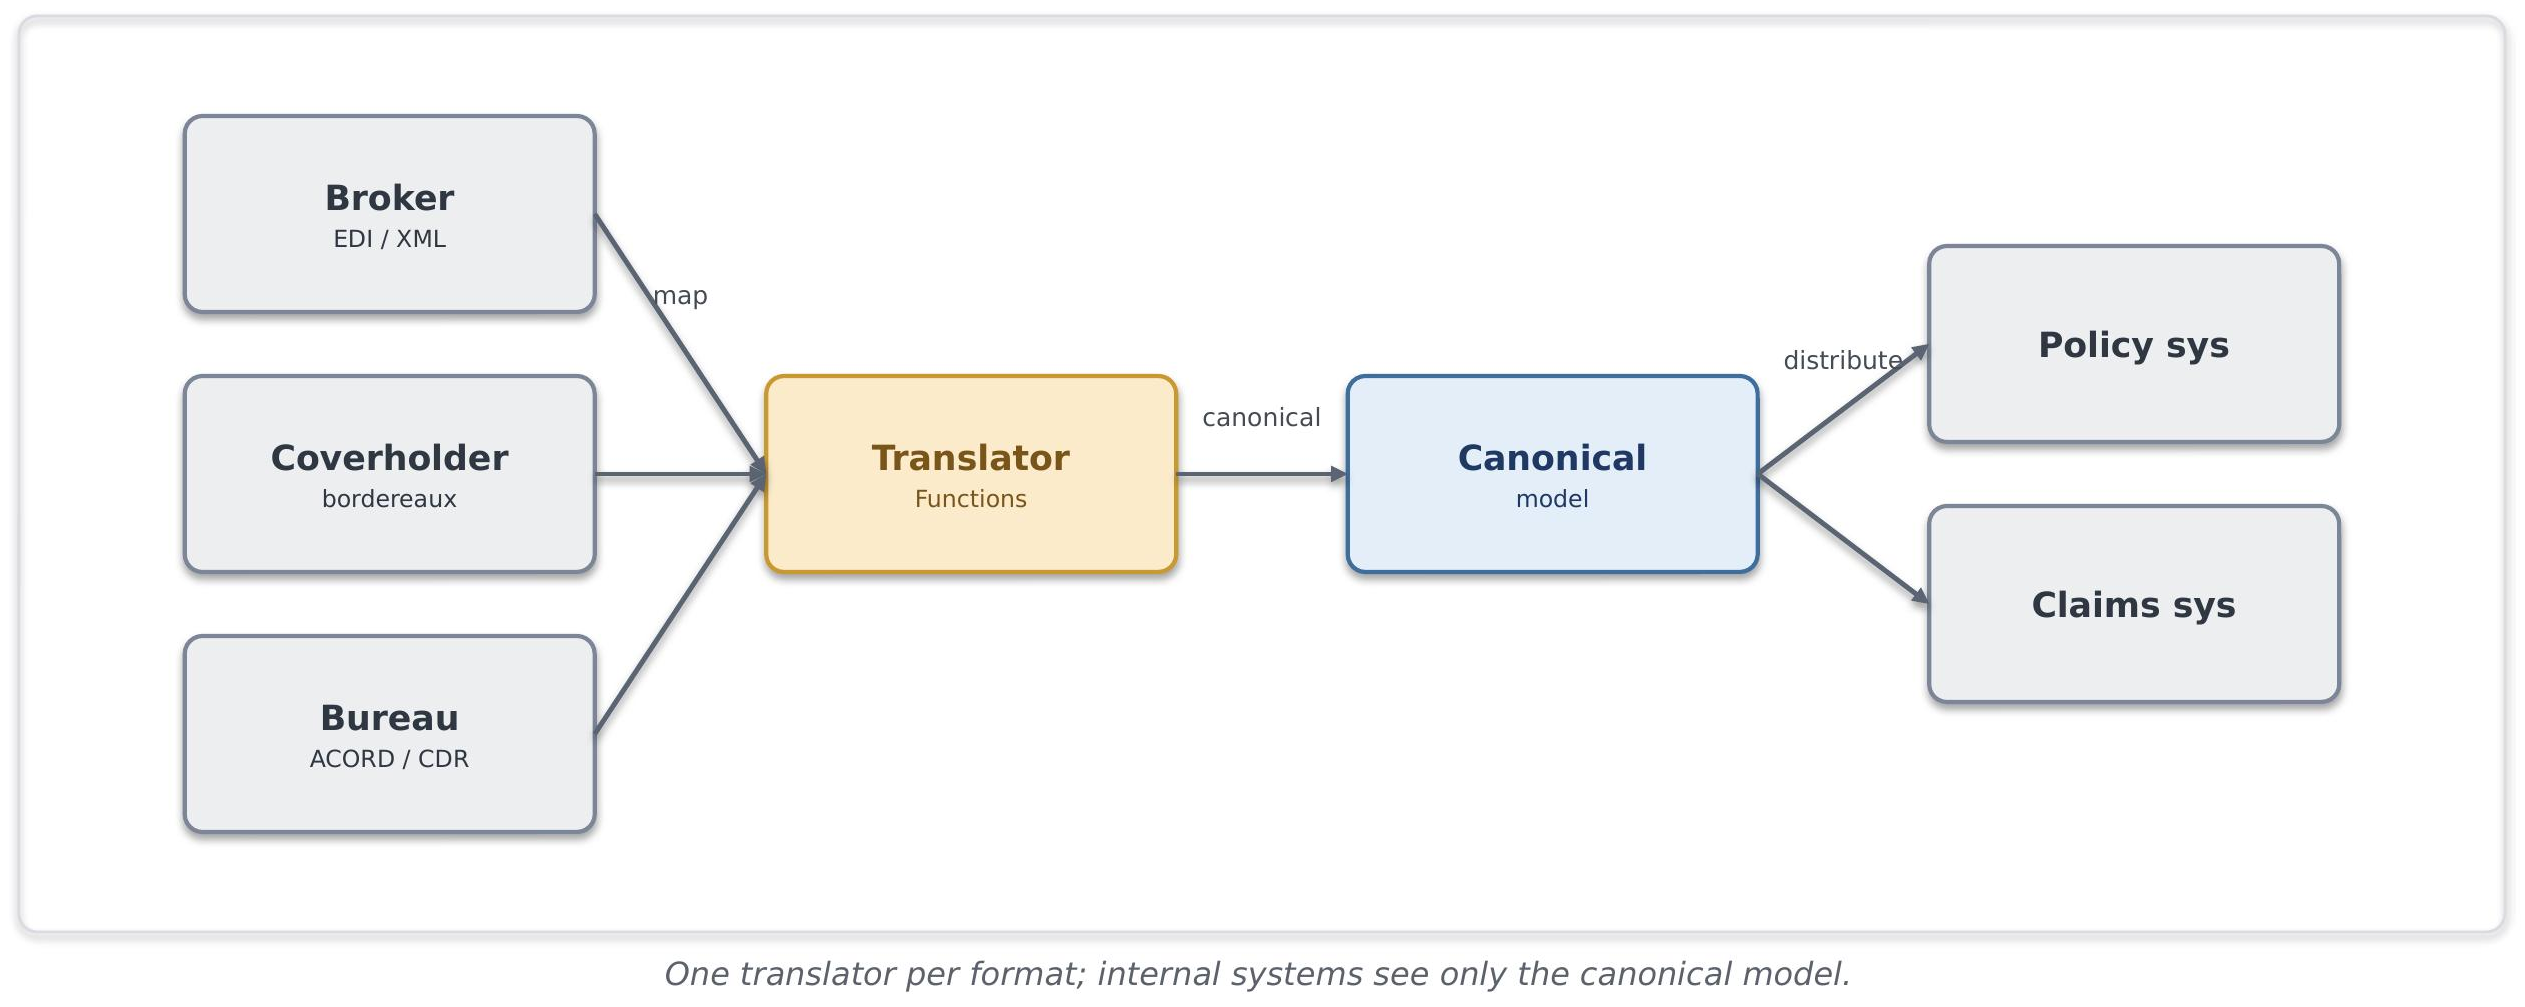 Broker
EDI / XML
map
Coverholder
bordereaux
Bureau
ACORD / CDR
Translator
Functions
canonical
Canonical
model
distribute
Policy sys
Claims sys
One translator per format; internal systems see only the canonical model.